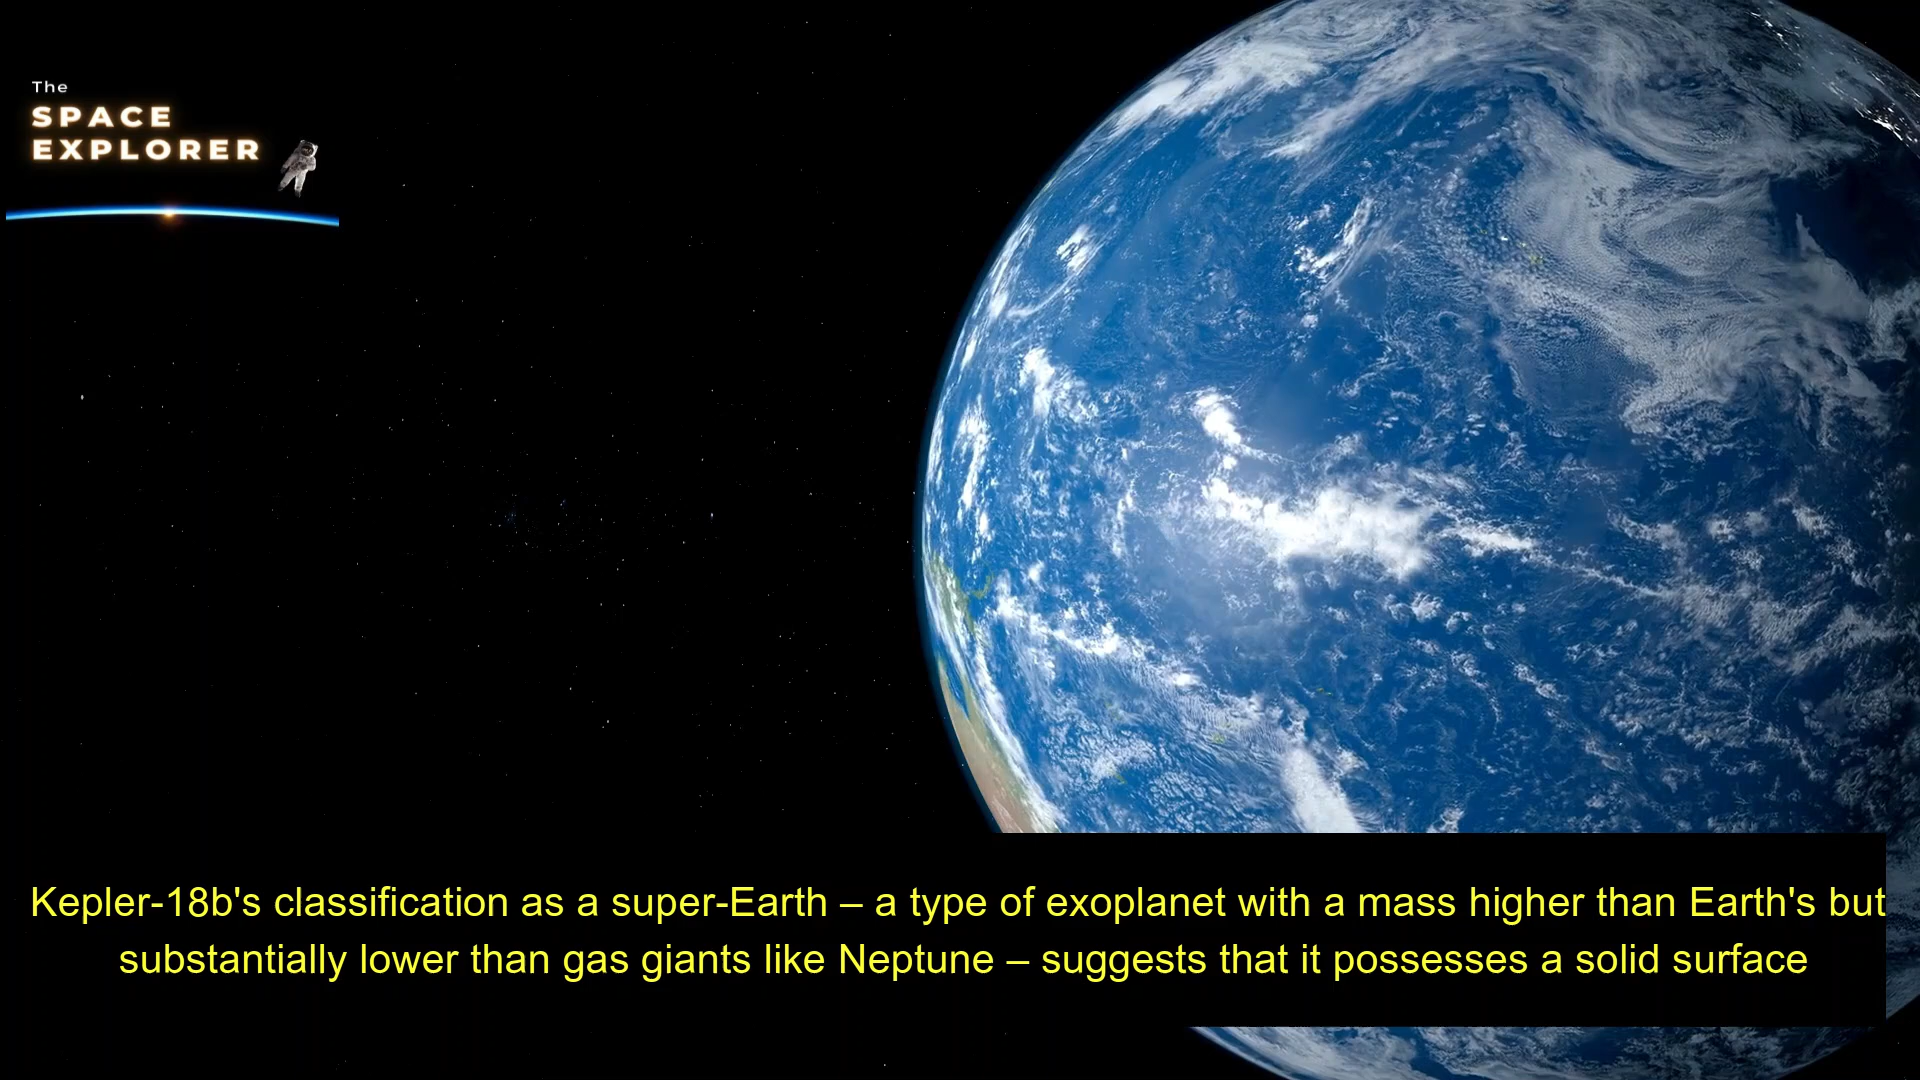 The
SPACE
EXPLORER
Kepler-18b's classification as a super-Earth – a type of exoplanet with a mass higher than Earth's but
substantially lower than gas giants like Neptune – suggests that it possesses a solid surface